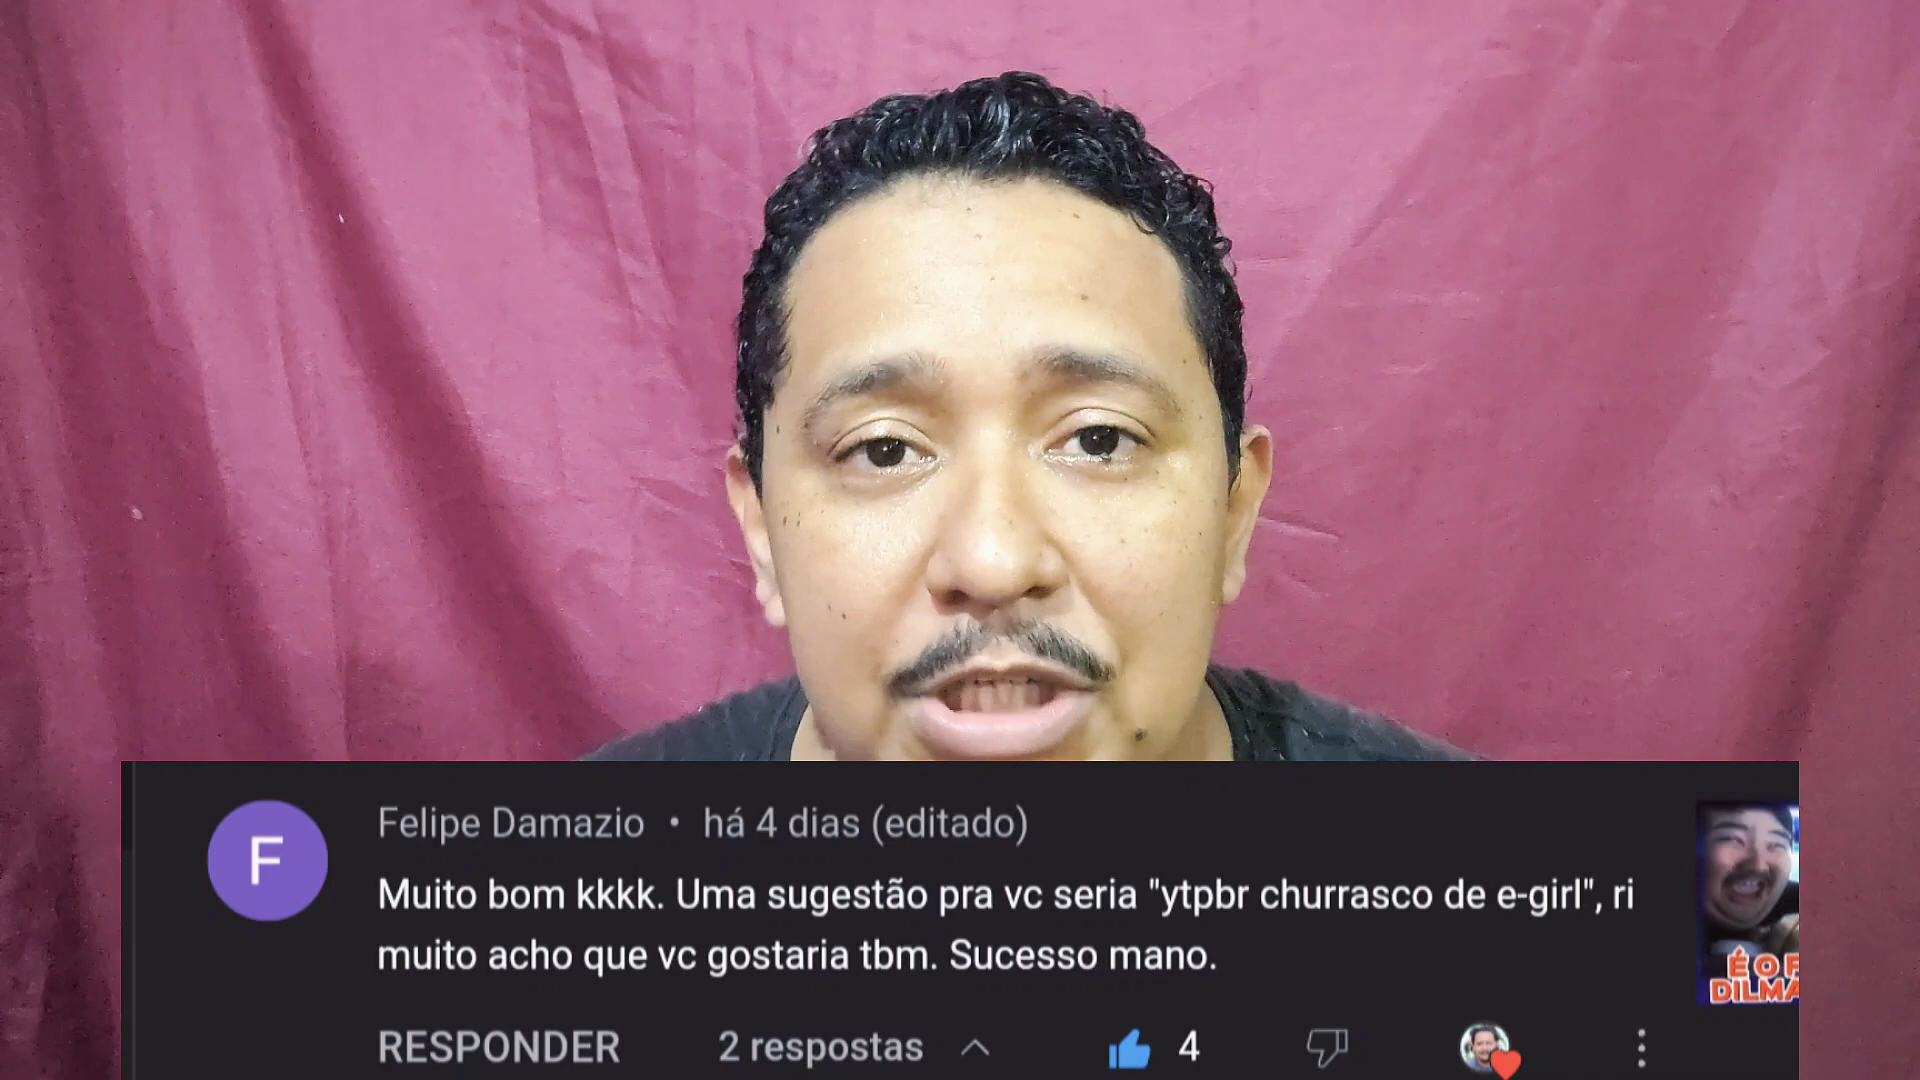 Felipe Damazio • há 4 dias (editado)
F
Muito bom kkkk. Uma sugestão pra vc seria "ytpbr churrasco de e-girl", ri
muito acho que vc gostaria tbm. Sucesso mano.
É O F
DILMA
RESPONDER 2 respostas 4